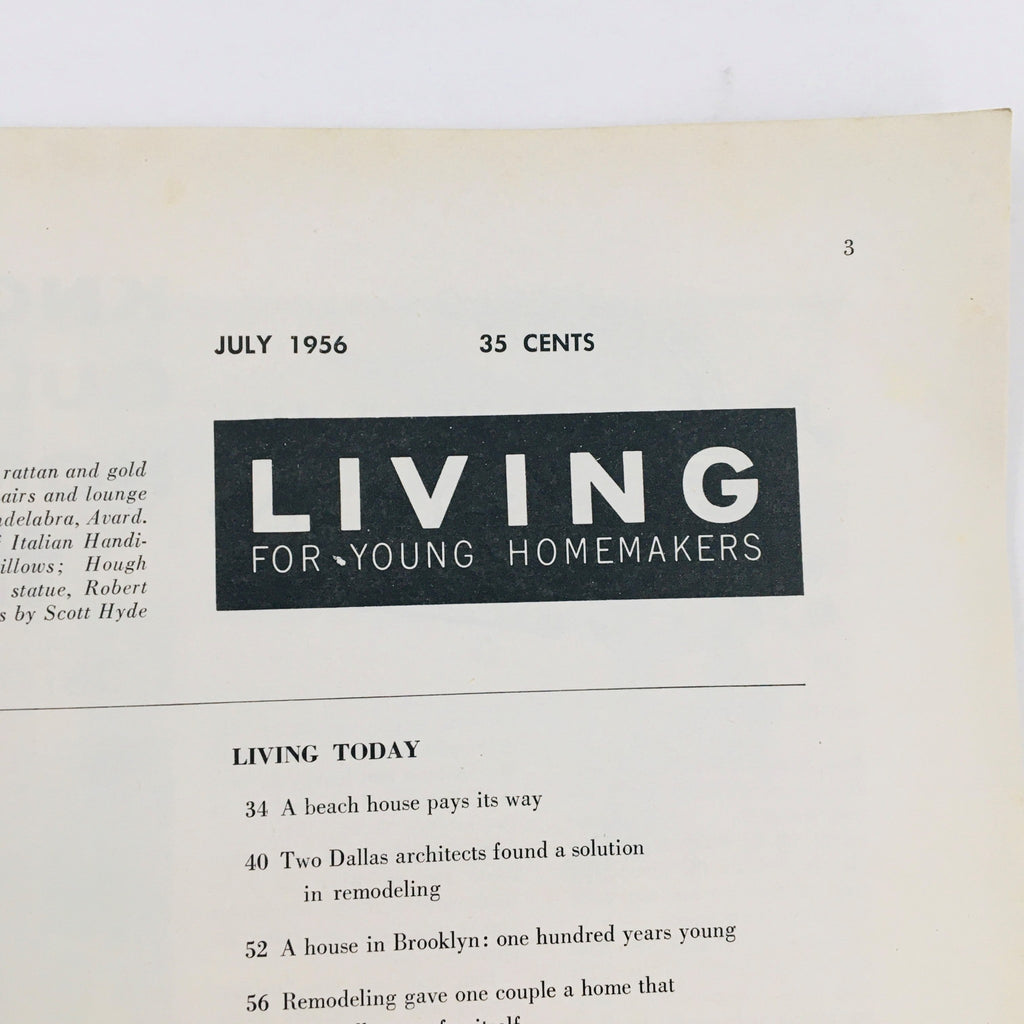 3
JULY 1956 35 CENTS
rattan and gold
airs and lounge
delabra, Avard.
Italian Handi-
illows; Hough
statue, Robert
s by Scott Hyde
LIVING
FOR YOUNG HOMEMAKERS
LIVING TODAY
34 A beach house pays its way
40 Two Dallas architects found a solution
in remodeling
52 A house in Brooklyn: one hundred years young
56 Remodeling gave one couple a home that